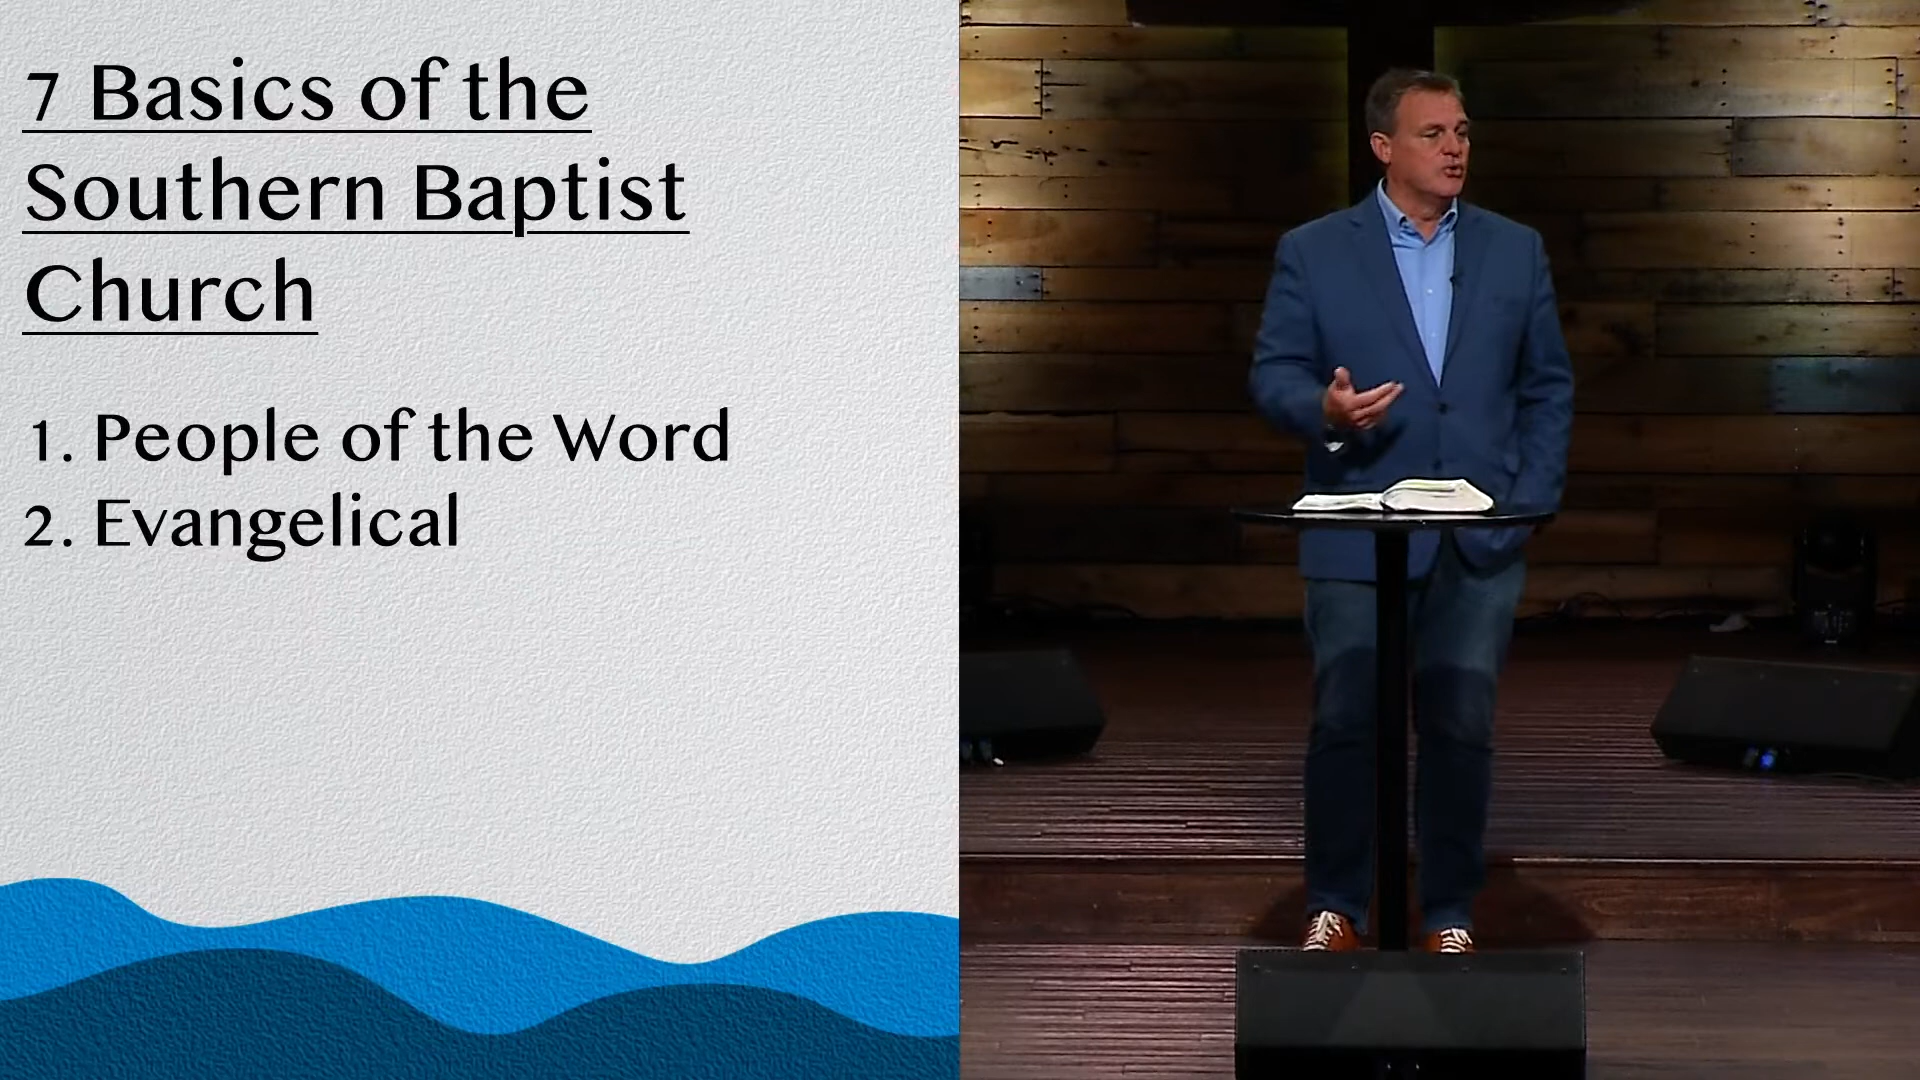 7 Basics of the
Southern Baptist
Church
1. People of the Word
2. Evangelical